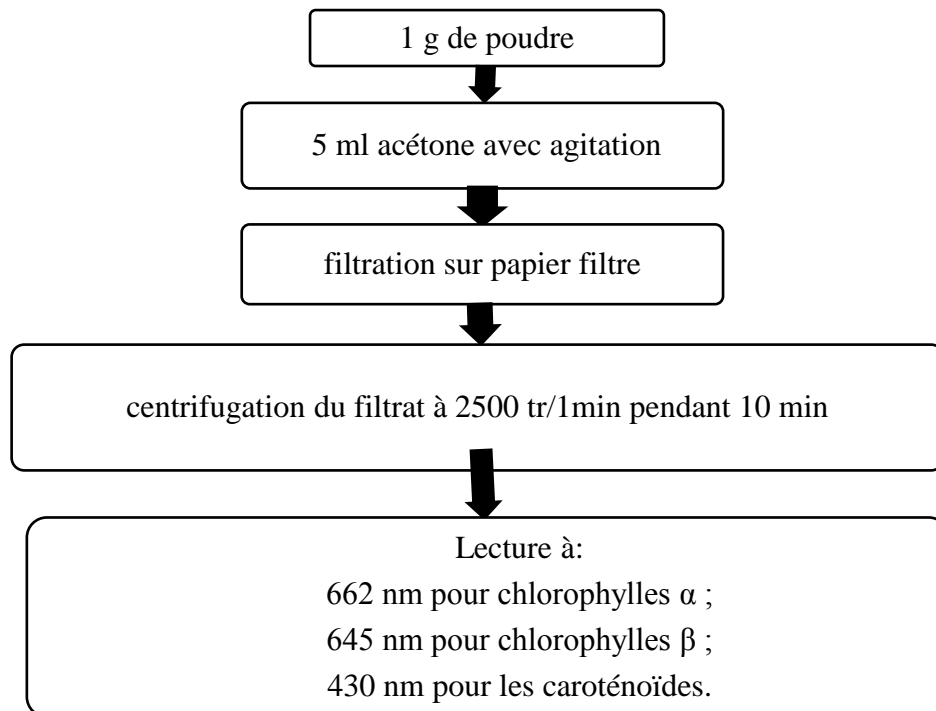 1 g de poudre
5 ml acétone avec agitation
filtration sur papier filtre
centrifugation du filtrat à 2500 tr/1min pendant 10 min
Lecture à:
662 nm pour chlorophylles α ;
645 nm pour chlorophylles β ;
430 nm pour les caroténoïdes.